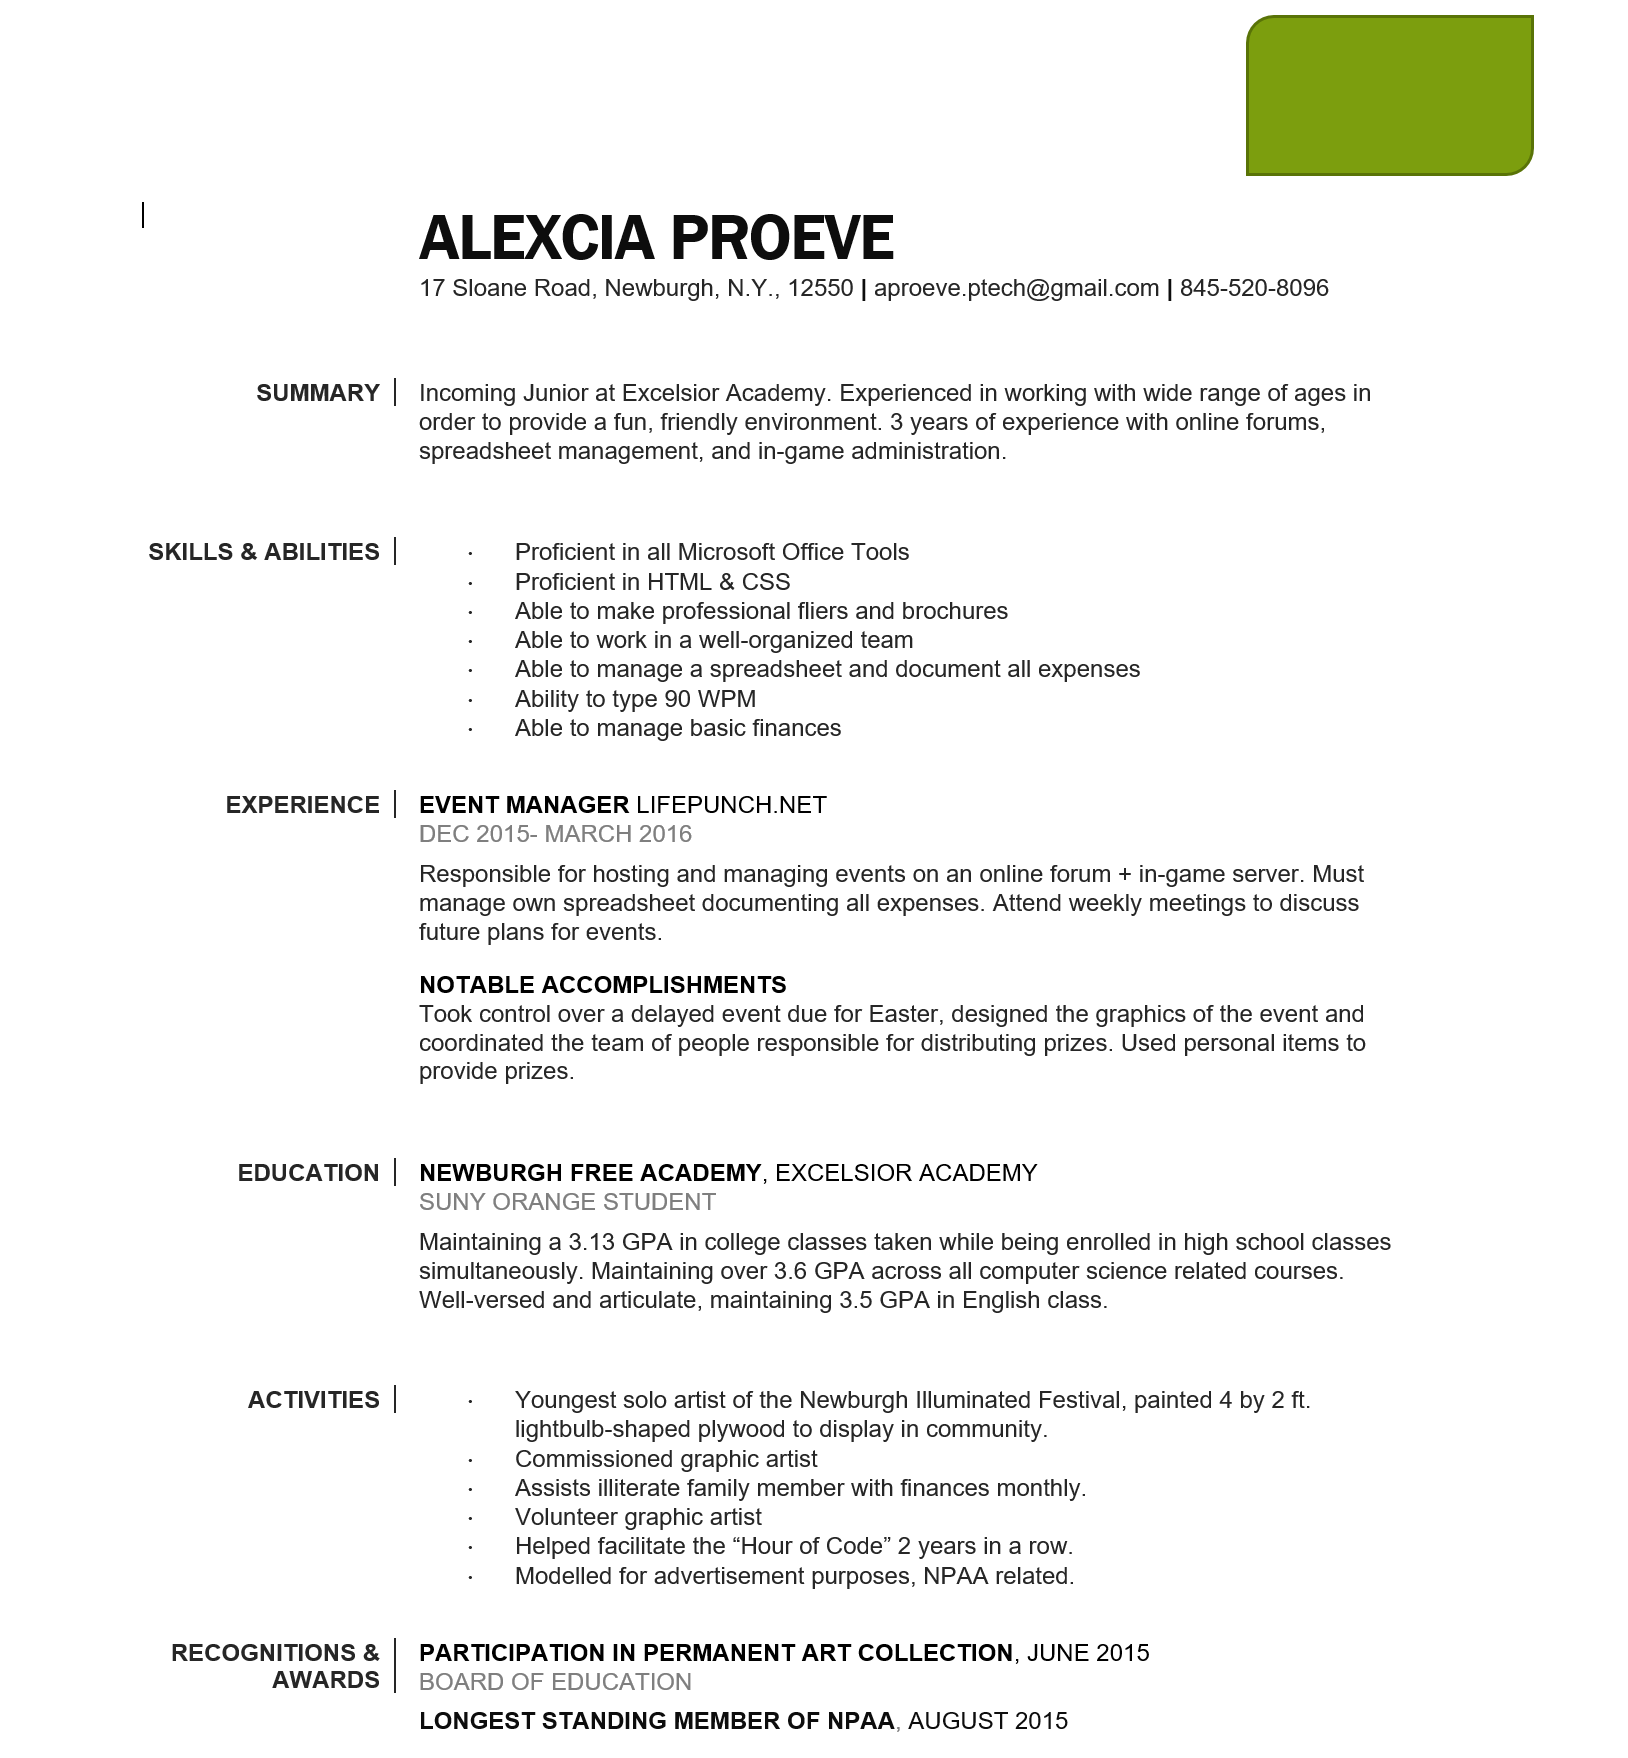 ALEXCIA PROEVE
17 Sloane Road, Newburgh, N.Y., 12550 | aproeve.ptech@gmail.com | 845-520-8096
SUMMARY
Incoming Junior at Excelsior Academy. Experienced in working with wide range of ages in
order to provide a fun, friendly environment. 3 years of experience with online forums,
spreadsheet management, and in-game administration.
SKILLS & ABILITIES
· Proficient in all Microsoft Office Tools
· Proficient in HTML & CSS
· Able to make professional fliers and brochures
· Able to work in a well-organized team
· Able to manage a spreadsheet and document all expenses
· Ability to type 90 WPM
· Able to manage basic finances
EXPERIENCE
EVENT MANAGER LIFEPUNCH.NET
DEC 2015- MARCH 2016
Responsible for hosting and managing events on an online forum + in-game server. Must
manage own spreadsheet documenting all expenses. Attend weekly meetings to discuss
future plans for events.
NOTABLE ACCOMPLISHMENTS
Took control over a delayed event due for Easter, designed the graphics of the event and
coordinated the team of people responsible for distributing prizes. Used personal items to
provide prizes.
EDUCATION
NEWBURGH FREE ACADEMY, EXCELSIOR ACADEMY
SUNY ORANGE STUDENT
Maintaining a 3.13 GPA in college classes taken while being enrolled in high school classes
simultaneously. Maintaining over 3.6 GPA across all computer science related courses.
Well-versed and articulate, maintaining 3.5 GPA in English class.
ACTIVITIES
· Youngest solo artist of the Newburgh Illuminated Festival, painted 4 by 2 ft.
lightbulb-shaped plywood to display in community.
· Commissioned graphic artist
· Assists illiterate family member with finances monthly.
· Volunteer graphic artist
· Helped facilitate the “Hour of Code” 2 years in a row.
· Modelled for advertisement purposes, NPAA related.
RECOGNITIONS &
AWARDS
PARTICIPATION IN PERMANENT ART COLLECTION, JUNE 2015
BOARD OF EDUCATION
LONGEST STANDING MEMBER OF NPAA, AUGUST 2015